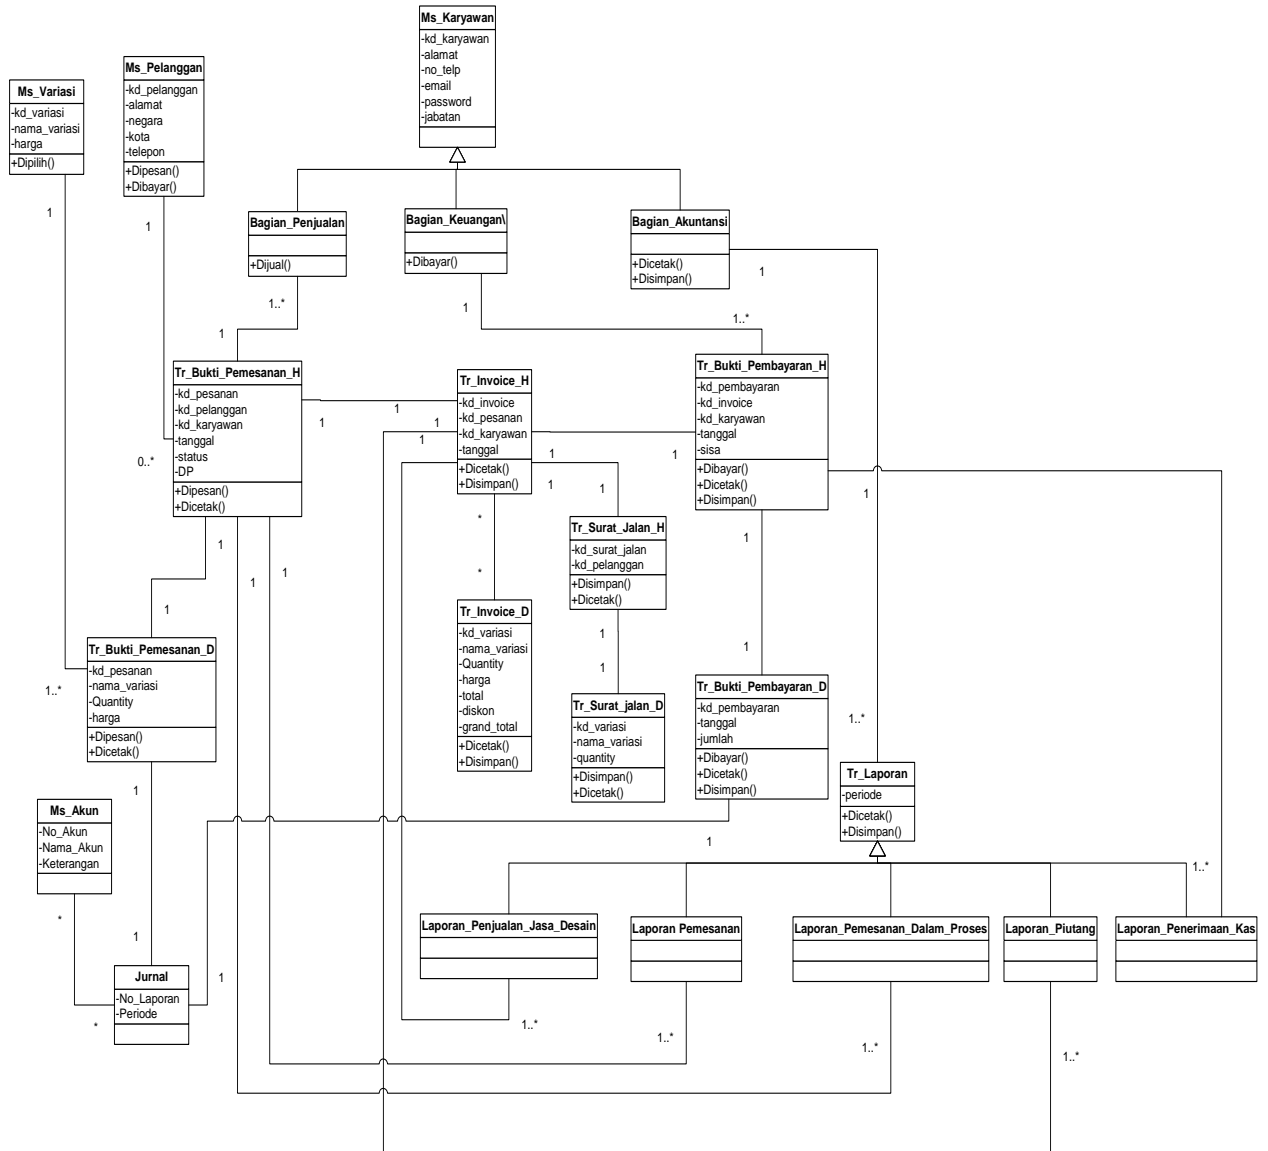 Ms_Karyawan
-kd_karyawan
-alamat
-no_telp
-email
-password
-jabatan
Ms_Pelanggan
-kd_pelanggan
-alamat
-negara
-kota
-telepon
+Dipesan()
+Dibayar()
Ms_Variasi
-kd_variasi
-nama_variasi
-harga
+Dipilih()
1
1
Bagian_Penjualan
+Dijual()
Bagian_Keuangan\
+Dibayar()
Bagian_Akuntansi
+Dicetak()
+Disimpan()
1
1..*
1
1
1..*
Tr_Bukti_Pemesanan_H
-kd_pesanan
-kd_pelanggan
-kd_karyawan
-tanggal
-status
-DP
+Dipesan()
+Dicetak()
0..*
1
1
1
1
Tr_Invoice_H
-kd_invoice
-kd_pesanan
-kd_karyawan
-tanggal
+Dicetak()
+Disimpan()
Tr_Bukti_Pembayaran_H
-kd_pembayaran
-kd_invoice
-kd_karyawan
-tanggal
-sisa
+Dibayar()
+Dicetak()
+Disimpan()
1
1
1
1
1
*
*
Tr_Surat_Jalan_H
-kd_surat_jalan
-kd_pelanggan
+Disimpan()
+Dicetak()
1
1
1
1
1
1
1
Tr_Invoice_D
-kd_variasi
-nama_variasi
-Quantity
-harga
-total
-diskon
-grand_total
+Dicetak()
+Disimpan()
1
1
Tr_Bukti_Pemesanan_D
-kd_pesanan
-nama_variasi
-Quantity
-harga
+Dipesan()
+Dicetak()
1..*
Tr_Surat_jalan_D
-kd_variasi
-nama_variasi
-quantity
+Disimpan()
+Dicetak()
Tr_Bukti_Pembayaran_D
-kd_pembayaran
-tanggal
-jumlah
+Dibayar()
+Dicetak()
+Disimpan()
1..*
Tr_Laporan
-periode
+Dicetak()
+Disimpan()
1
Ms_Akun
-No_Akun
-Nama_Akun
-Keterangan
1
1..*
*
1
1
Laporan_Penjualan_Jasa_Desain
Laporan Pemesanan
Laporan_Pemesanan_Dalam_Proses
Laporan_Piutang
Laporan_Penerimaan_Kas
Jurnal
-No_Laporan
-Periode
*
1..*
1..*
1..*
1..*